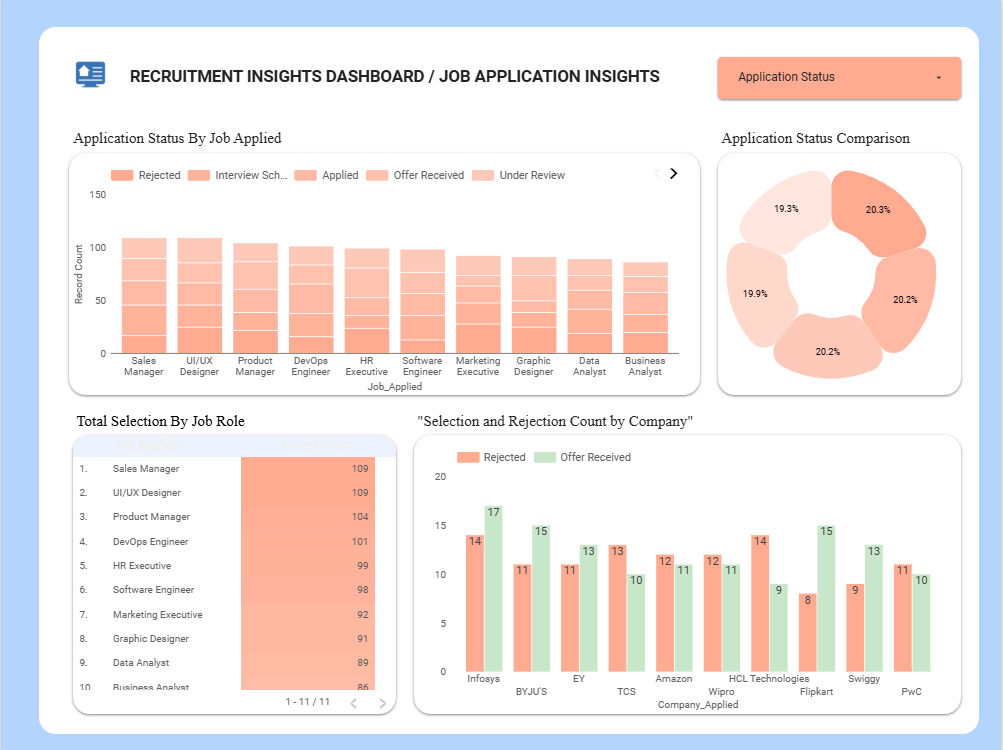 RECRUITMENT INSIGHTS DASHBOARD / JOB APPLICATION INSIGHTS
Application Status
Application Status By Job Applied
Rejected Interview Sch... Applied Offer Received Under Review
150
100
50
0
Record Count
Sales Manager
UI/UX Designer
Product Manager
DevOps Engineer
HR Executive
Software Engineer
Marketing Executive
Graphic Designer
Data Analyst
Business Analyst
Job_Applied
Application Status Comparison
19.3% 20.3%
19.9% 20.2%
20.2%
Total Selection By Job Role
1. Sales Manager 109
2. UI/UX Designer 109
3. Product Manager 104
4. DevOps Engineer 101
5. HR Executive 99
6. Software Engineer 98
7. Marketing Executive 92
8. Graphic Designer 91
9. Data Analyst 89
10. Business Analyst 86
1 - 11 / 11
"Selection and Rejection Count by Company"
Rejected Offer Received
20
15
10
5
0
14 17 11 15 11 13 13 10 12 11 12 11 14 9 8 15 9 13 11 10
Infosys EY Amazon HCL Technologies Swiggy
BYJU'S TCS Wipro Flipkart PwC
Company_Applied